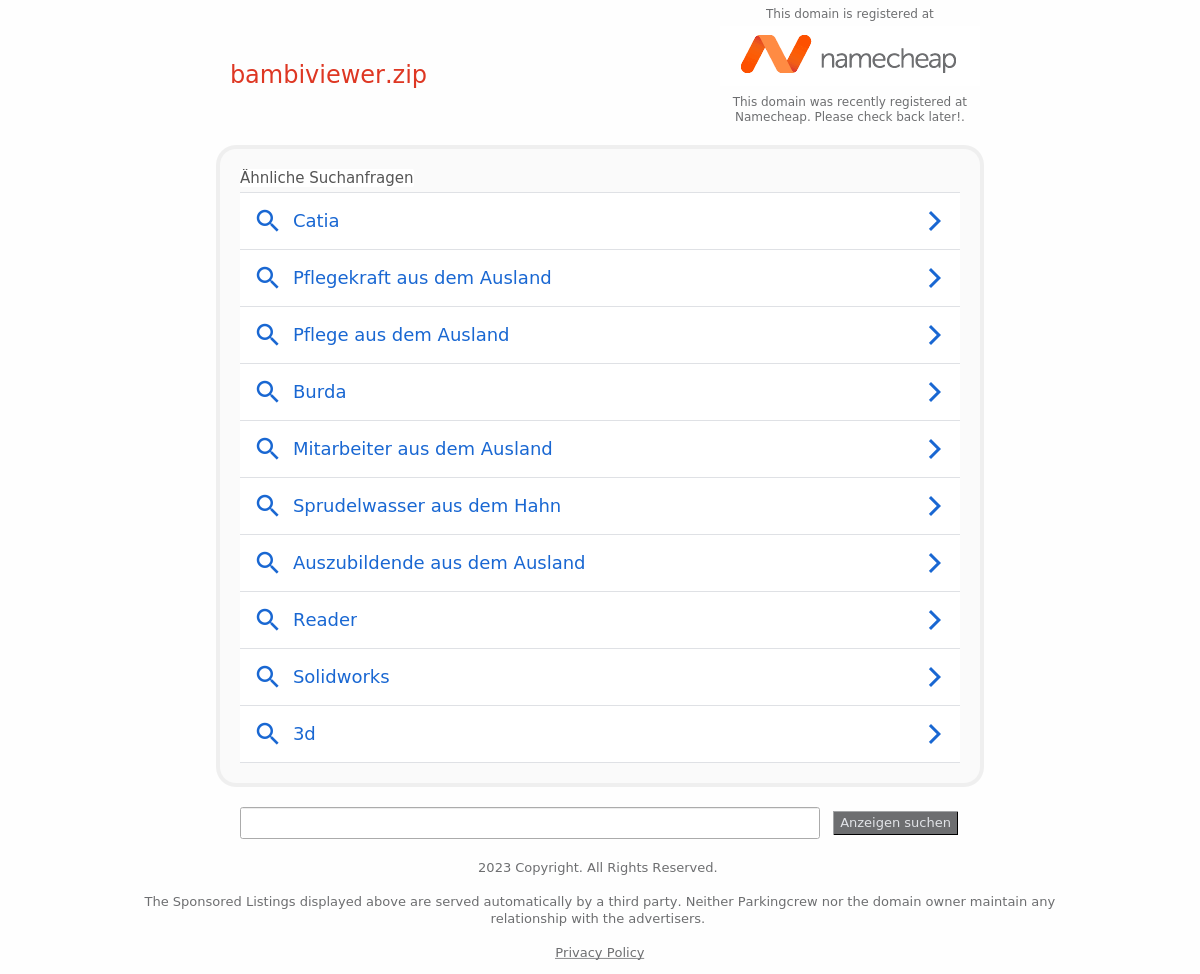 This domain is registered at
namecheap
bambiviewer.zip
This domain was recently registered at
Namecheap. Please check back later!.
Ähnliche Suchanfragen
Catia
Pflegekraft aus dem Ausland
Pflege aus dem Ausland
Burda
Mitarbeiter aus dem Ausland
Sprudelwasser aus dem Hahn
Auszubildende aus dem Ausland
Reader
Solidworks
3d
Anzeigen suchen
2023 Copyright. All Rights Reserved.
The Sponsored Listings displayed above are served automatically by a third party. Neither Parkingcrew nor the domain owner maintain any
relationship with the advertisers.
Privacy Policy